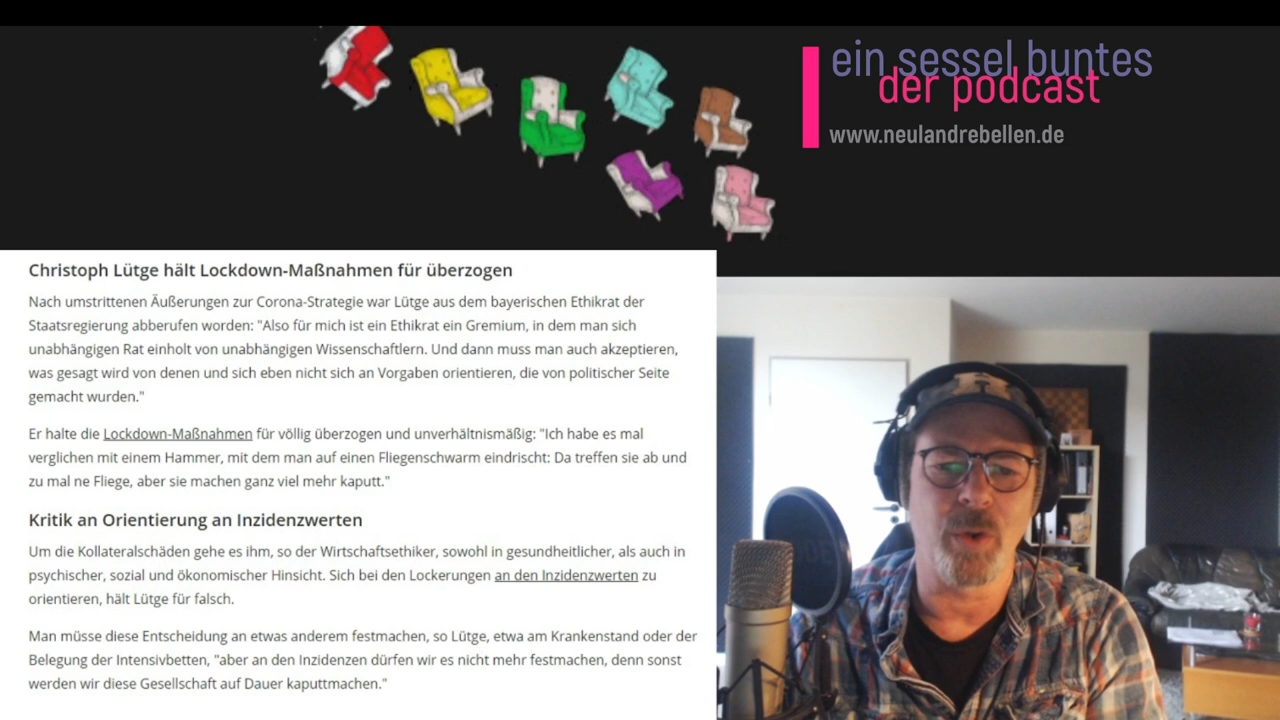 ein sessel buntes
der podcast
www.neulandrebellen.de
Christoph Lütge hält Lockdown-Maßnahmen für überzogen
Nach umstrittenen Äußerungen zur Corona-Strategie war Lütge aus dem bayerischen Ethikrat der
Staatsregierung abberufen worden: "Also für mich ist ein Ethikrat ein Gremium, in dem man sich
unabhängigen Rat einholt von unabhängigen Wissenschaftlern. Und dann muss man auch akzeptieren,
was gesagt wird von denen und sich eben nicht sich an Vorgaben orientieren, die von politischer Seite
gemacht wurden."
Er halte die Lockdown-Maßnahmen für völlig überzogen und unverhältnismäßig: "Ich habe es mal
verglichen mit einem Hammer, mit dem man auf einen Fliegenschwarm eindrischt: Da treffen sie ab und
zu mal ne Fliege, aber sie machen ganz viel mehr kaputt."
Kritik an Orientierung an Inzidenzwerten
Um die Kollateralschäden gehe es ihm, so der Wirtschaftsethiker, sowohl in gesundheitlicher, als auch in
psychischer, sozial und ökonomischer Hinsicht. Sich bei den Lockerungen an den Inzidenzwerten zu
orientieren, hält Lütge für falsch.
Man müsse diese Entscheidung an etwas anderem festmachen, so Lütge, etwa am Krankenstand oder der
Belegung der Intensivbetten, "aber an den Inzidenzen dürfen wir es nicht mehr festmachen, denn sonst
werden wir diese Gesellschaft auf Dauer kaputtmachen."